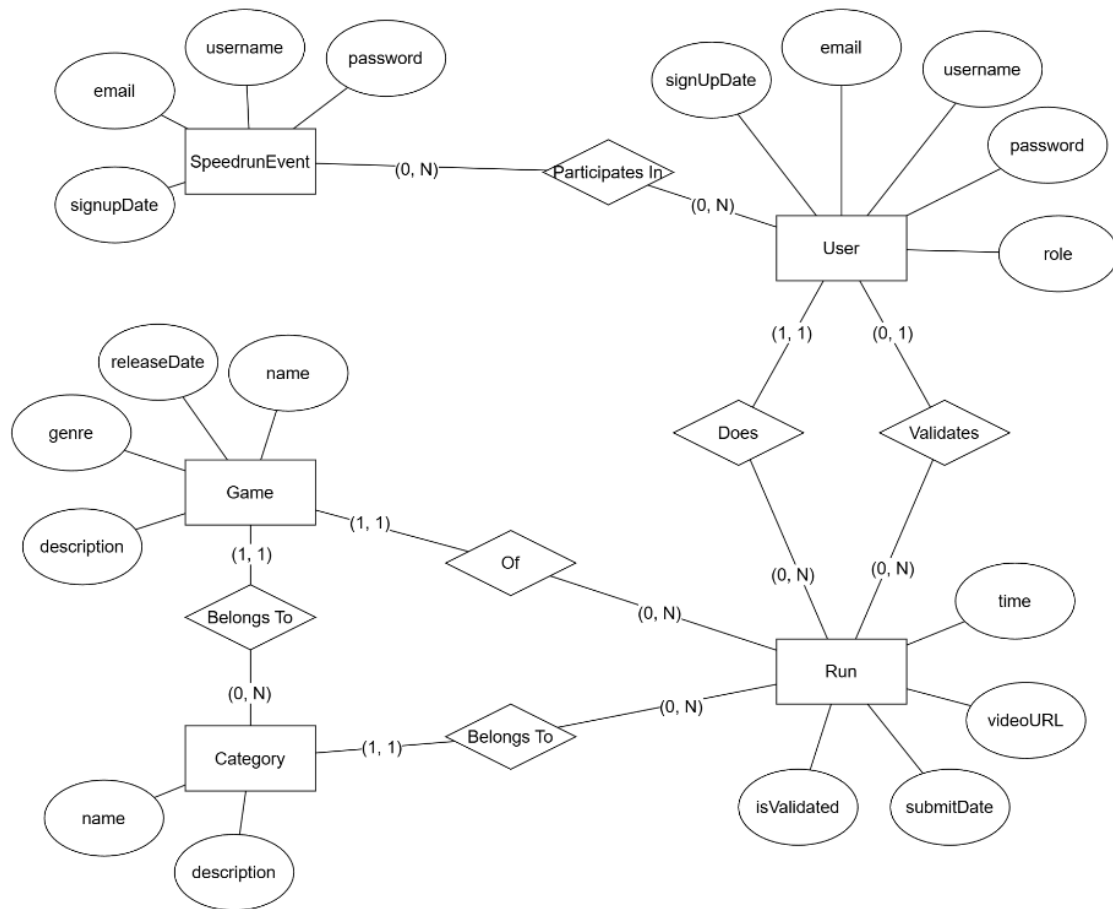 username
email
password
email
username
signUpDate
password
SpeedrunEvent
(0, N)
Participates In
signupDate
(0, N)
User
role
(1, 1)
(0, 1)
releaseDate
name
genre
Does
Validates
Game
(1, 1)
description
(1, 1)
Of
(0, N)
(0, N)
Belongs To
(0, N)
time
Run
(0, N)
(0, N)
videoURL
Belongs To
(1, 1)
Category
name
isValidated
submitDate
description